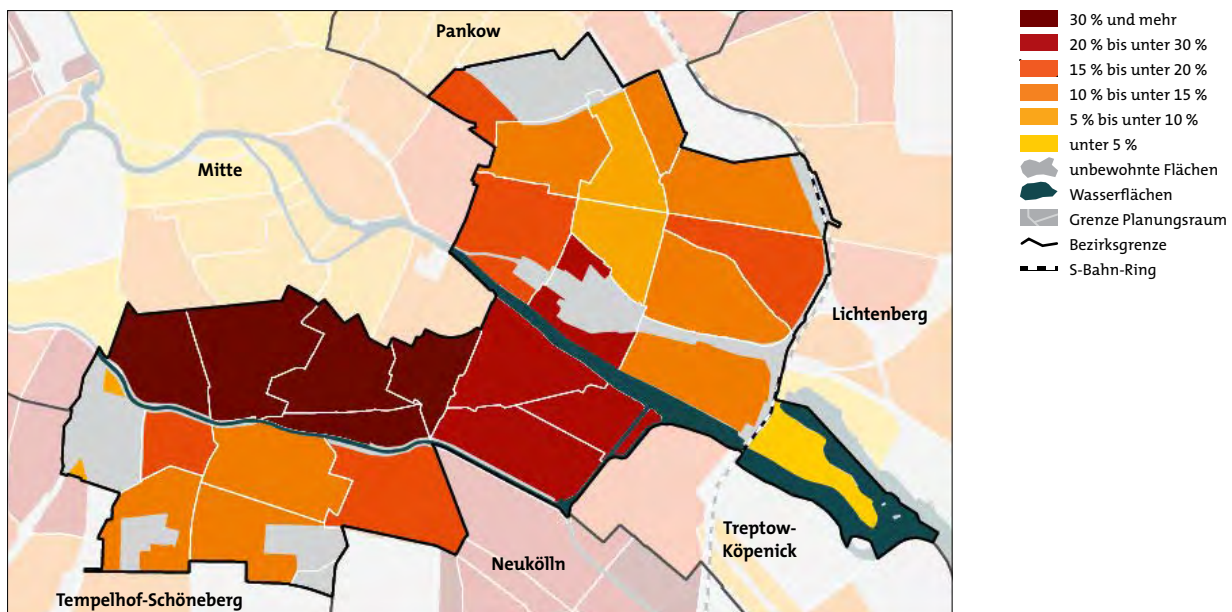 Pankow
Mitte
Lichtenberg
Treptow-
Köpenick
Neukölln
Tempelhof-Schöneberg
30 % und mehr
20 % bis unter 30 %
15 % bis unter 20 %
10 % bis unter 15 %
5 % bis unter 10 %
unter 5 %
unbewohnte Flächen
Wasserflächen
Grenze Planungsraum
Bezirksgrenze
S-Bahn-Ring